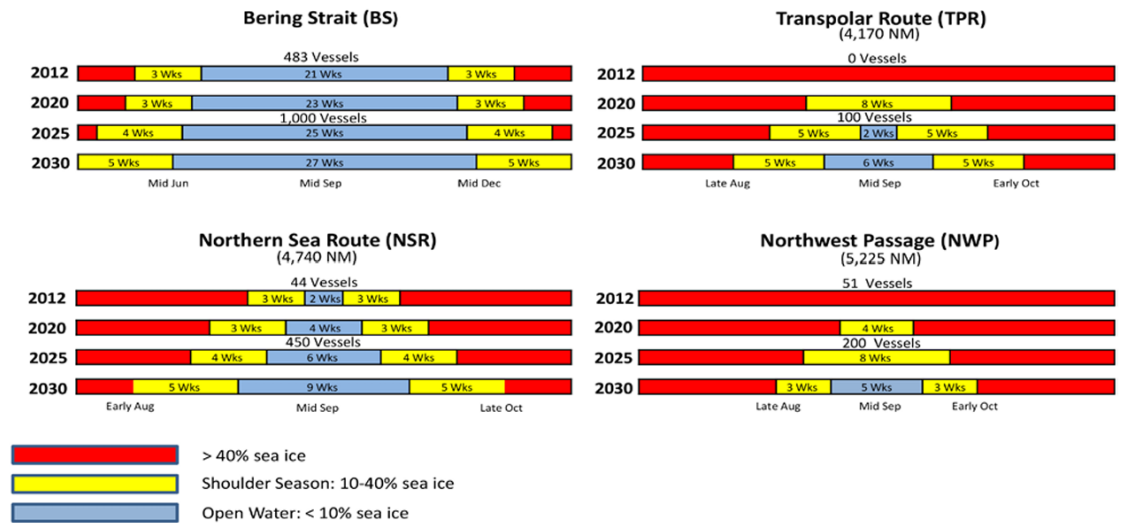 Bering Strait (BS)
483 Vessels
2012
3 Wks 21 Wks 3 Wks
2020
3 Wks 23 Wks 3 Wks
1,000 Vessels
2025
4 Wks 25 Wks 4 Wks
2030
5 Wks 27 Wks 5 Wks
Mid Jun Mid Sep Mid Dec
Transpolar Route (TPR)
(4,170 NM)
0 Vessels
2012
2020
8 Wks
100 Vessels
2025
5 Wks 2 Wks 5 Wks
2030
5 Wks 6 Wks 5 Wks
Late Aug Mid Sep Early Oct
Northern Sea Route (NSR)
(4,740 NM)
44 Vessels
2012
3 Wks 2 Wks 3 Wks
2020
3 Wks 4 Wks 3 Wks
450 Vessels
2025
4 Wks 6 Wks 4 Wks
2030
5 Wks 9 Wks 5 Wks
Early Aug Mid Sep Late Oct
Northwest Passage (NWP)
(5,225 NM)
51 Vessels
2012
2020
4 Wks
200 Vessels
2025
8 Wks
2030
3 Wks 5 Wks 3 Wks
Late Aug Mid Sep Early Oct
> 40% sea ice
Shoulder Season: 10-40% sea ice
Open Water: < 10% sea ice